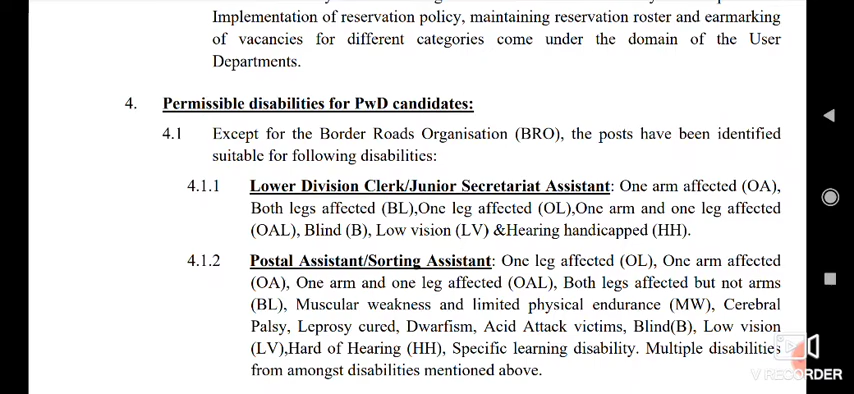 Implementation of reservation policy, maintaining reservation roster and earmarking
of vacancies for different categories come under the domain of the User
Departments.
4. Permissible disabilities for PwD candidates:
4.1 Except for the Border Roads Organisation (BRO), the posts have been identified
suitable for following disabilities:
4.1.1 Lower Division Clerk/Junior Secretariat Assistant: One arm affected (OA),
Both legs affected (BL),One leg affected (OL),One arm and one leg affected
(OAL), Blind (B), Low vision (LV) &Hearing handicapped (HH).
4.1.2 Postal Assistant/Sorting Assistant: One leg affected (OL), One arm affected
(OA), One arm and one leg affected (OAL), Both legs affected but not arms
(BL), Muscular weakness and limited physical endurance (MW), Cerebral
Palsy, Leprosy cured, Dwarfism, Acid Attack victims, Blind(B), Low vision
(LV),Hard of Hearing (HH), Specific learning disability. Multiple disabilities
from amongst disabilities mentioned above.
V RECORDER